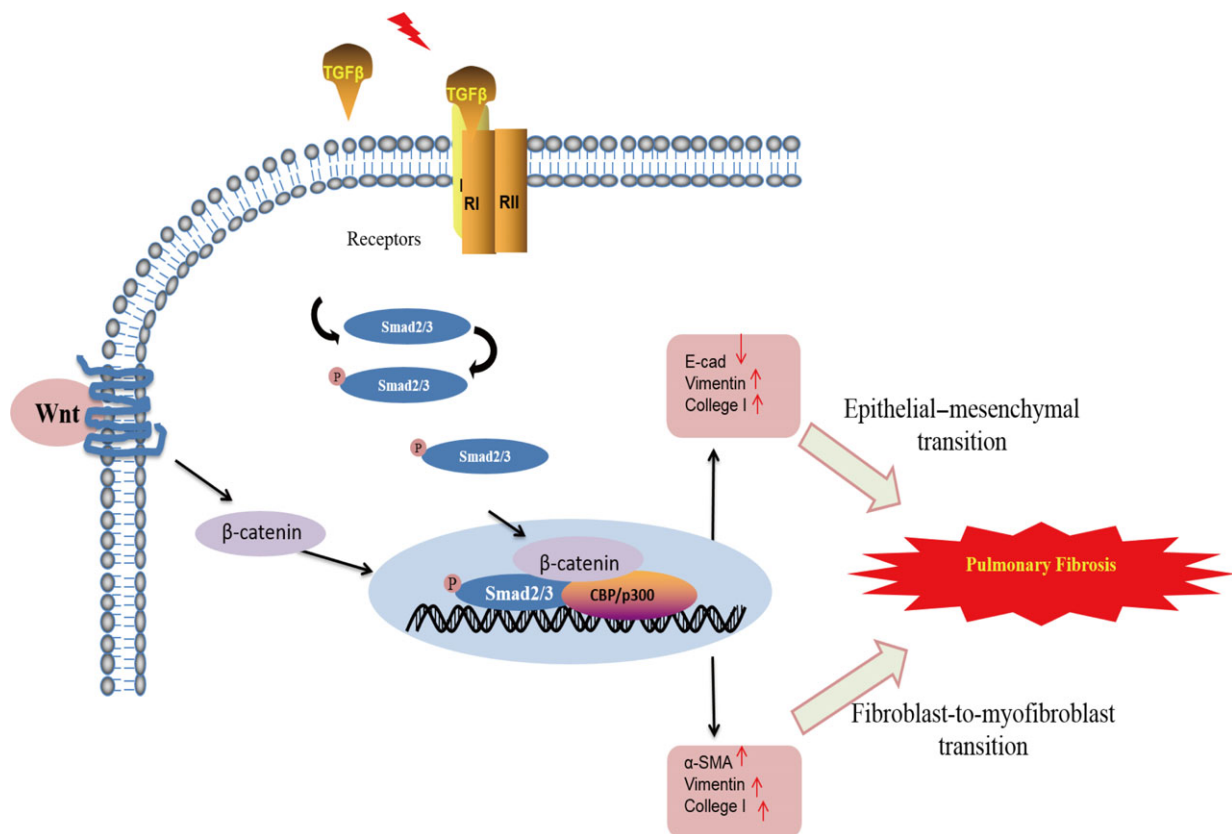 TGFβ
TGFβ
RI
RII
Receptors
Smad2/3
P
Smad2/3
P
Smad2/3
Wnt
β-catenin
β-catenin
P
Smad2/3
CBP/p300
E-cad
Vimentin
College I
Epithelial–mesenchymal
transition
Pulmonary Fibrosis
Fibroblast-to-myofibroblast
transition
α-SMA
Vimentin
College I